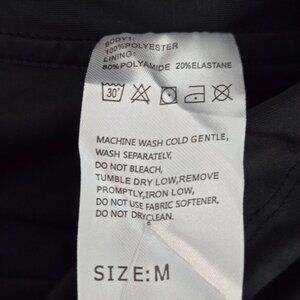 BODY1:
100%POLYESTER
LINING:
80%POLYAMIDE 20%ELASTANE
30°
MACHINE WASH COLD GENTLE,
WASH SEPARATELY,
DO NOT BLEACH,
TUMBLE DRY LOW,REMOVE
PROMPTLY,IRON LOW,
DO NOT USE FABRIC SOFTENER,
DO NOT DRYCLEAN.
SIZE:M